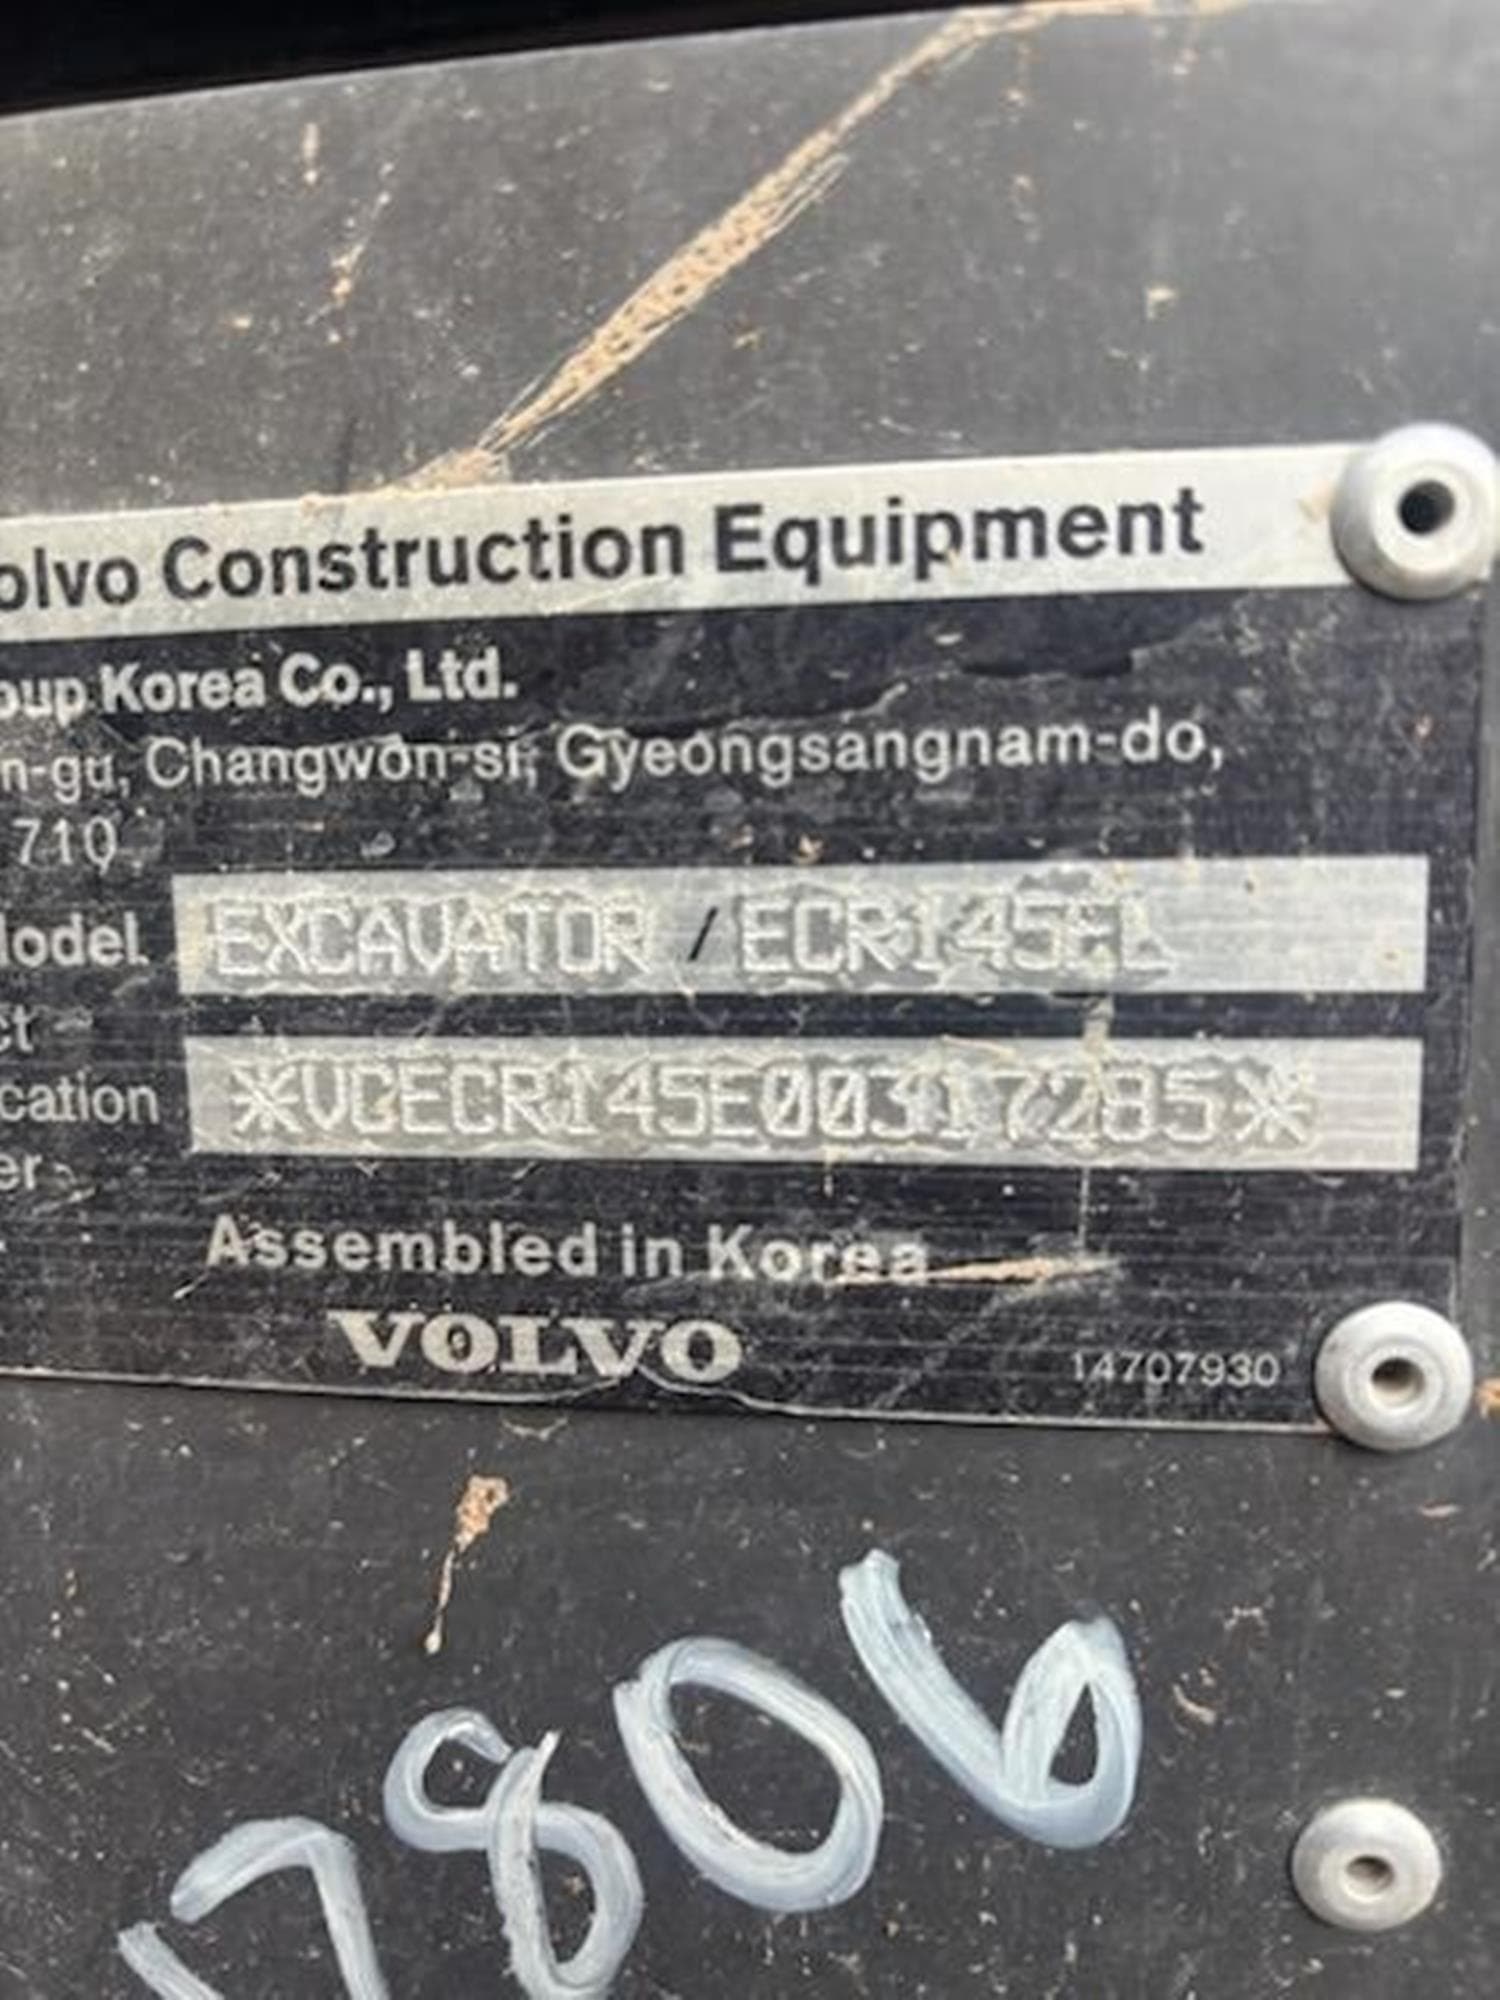 olvo Construction Equipment
oup Korea Co., Ltd.
n-gu, Changwon-si, Gyeongsangnam-do,
710
Model EXCAVATOR / ECR145EL
ct
cation *VCECR145E00317285*
er
Assembled in Korea
VOLVO 14707930
7806